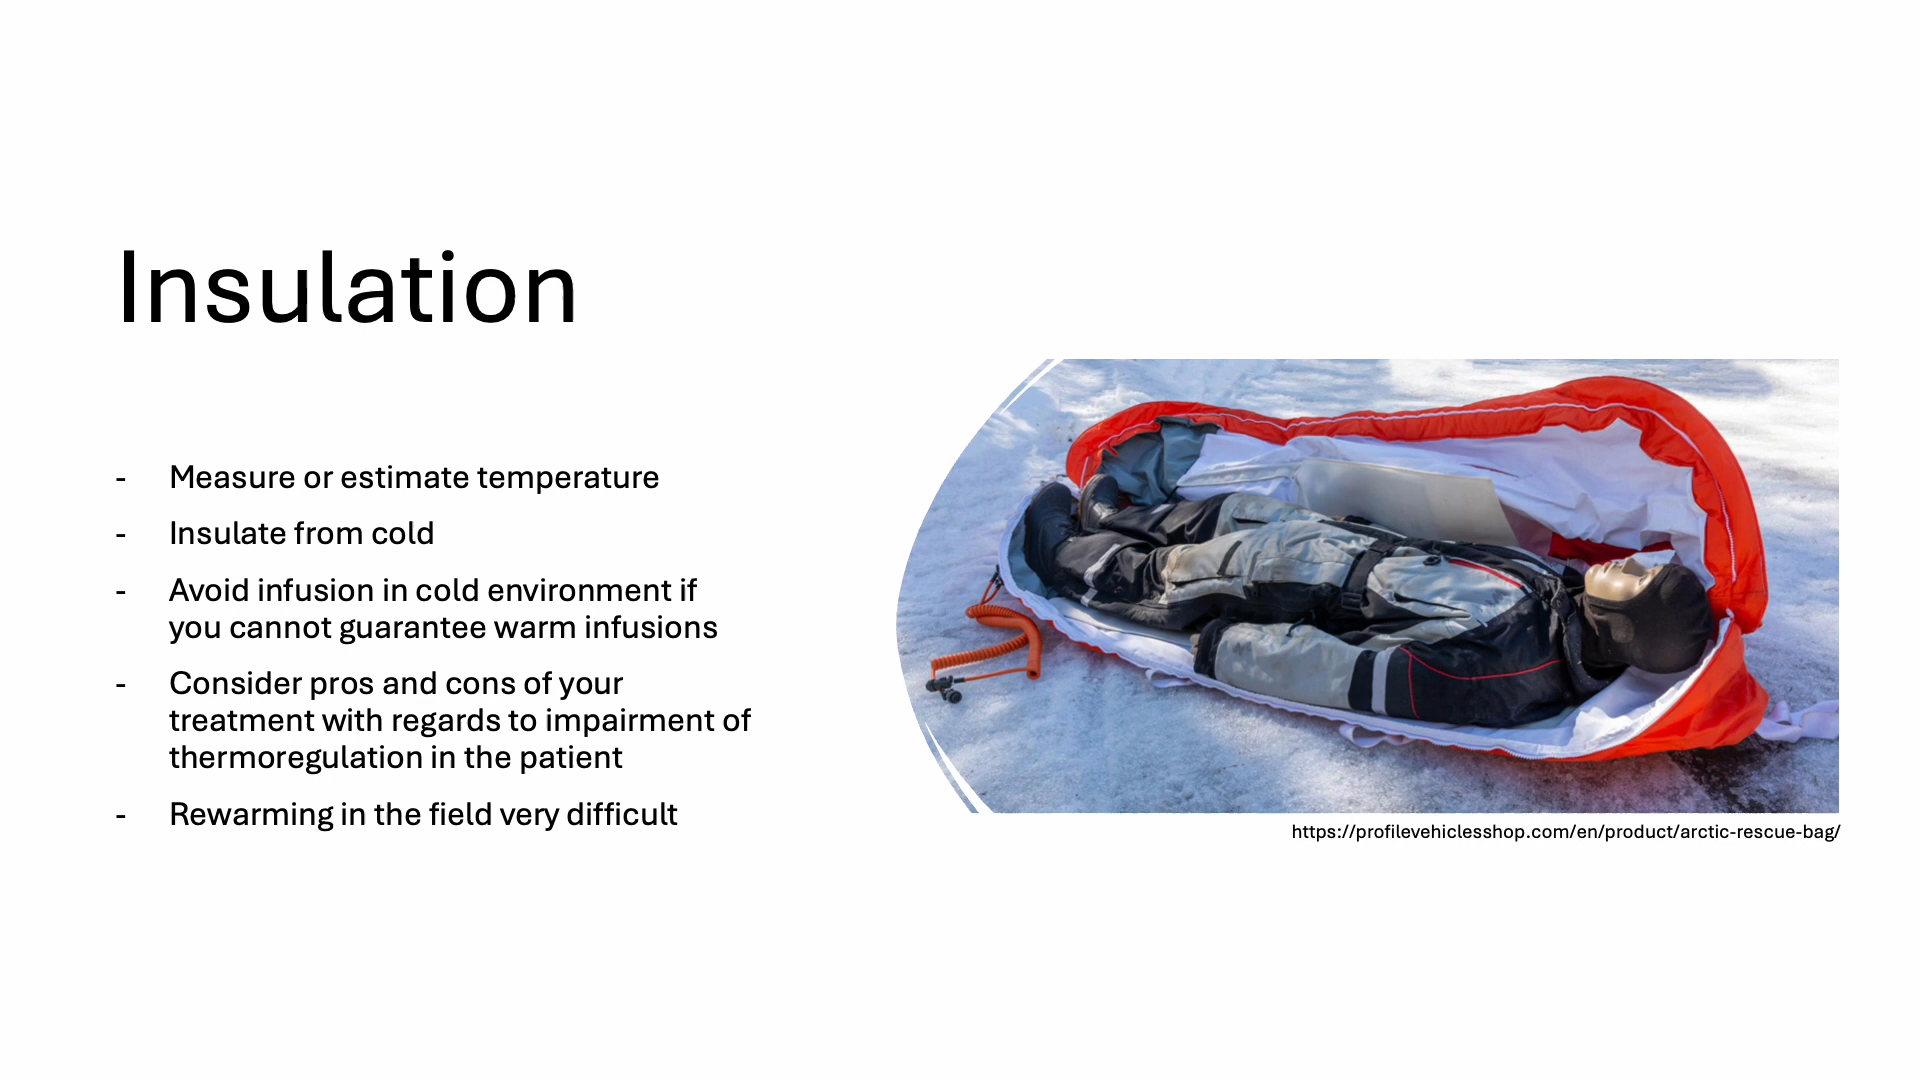 Insulation
- Measure or estimate temperature
- Insulate from cold
- Avoid infusion in cold environment if
you cannot guarantee warm infusions
- Consider pros and cons of your
treatment with regards to impairment of
thermoregulation in the patient
- Rewarming in the field very difficult
https://profilevehiclesshop.com/en/product/arctic-rescue-bag/